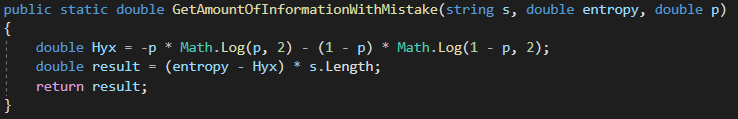 public static double GetAmountOfInformationWithMistake(string s, double entropy, double p)
{
    double Hyx = -p * Math.Log(p, 2) - (1 - p) * Math.Log(1 - p, 2);
    double result = (entropy - Hyx) * s.Length;
    return result;
}